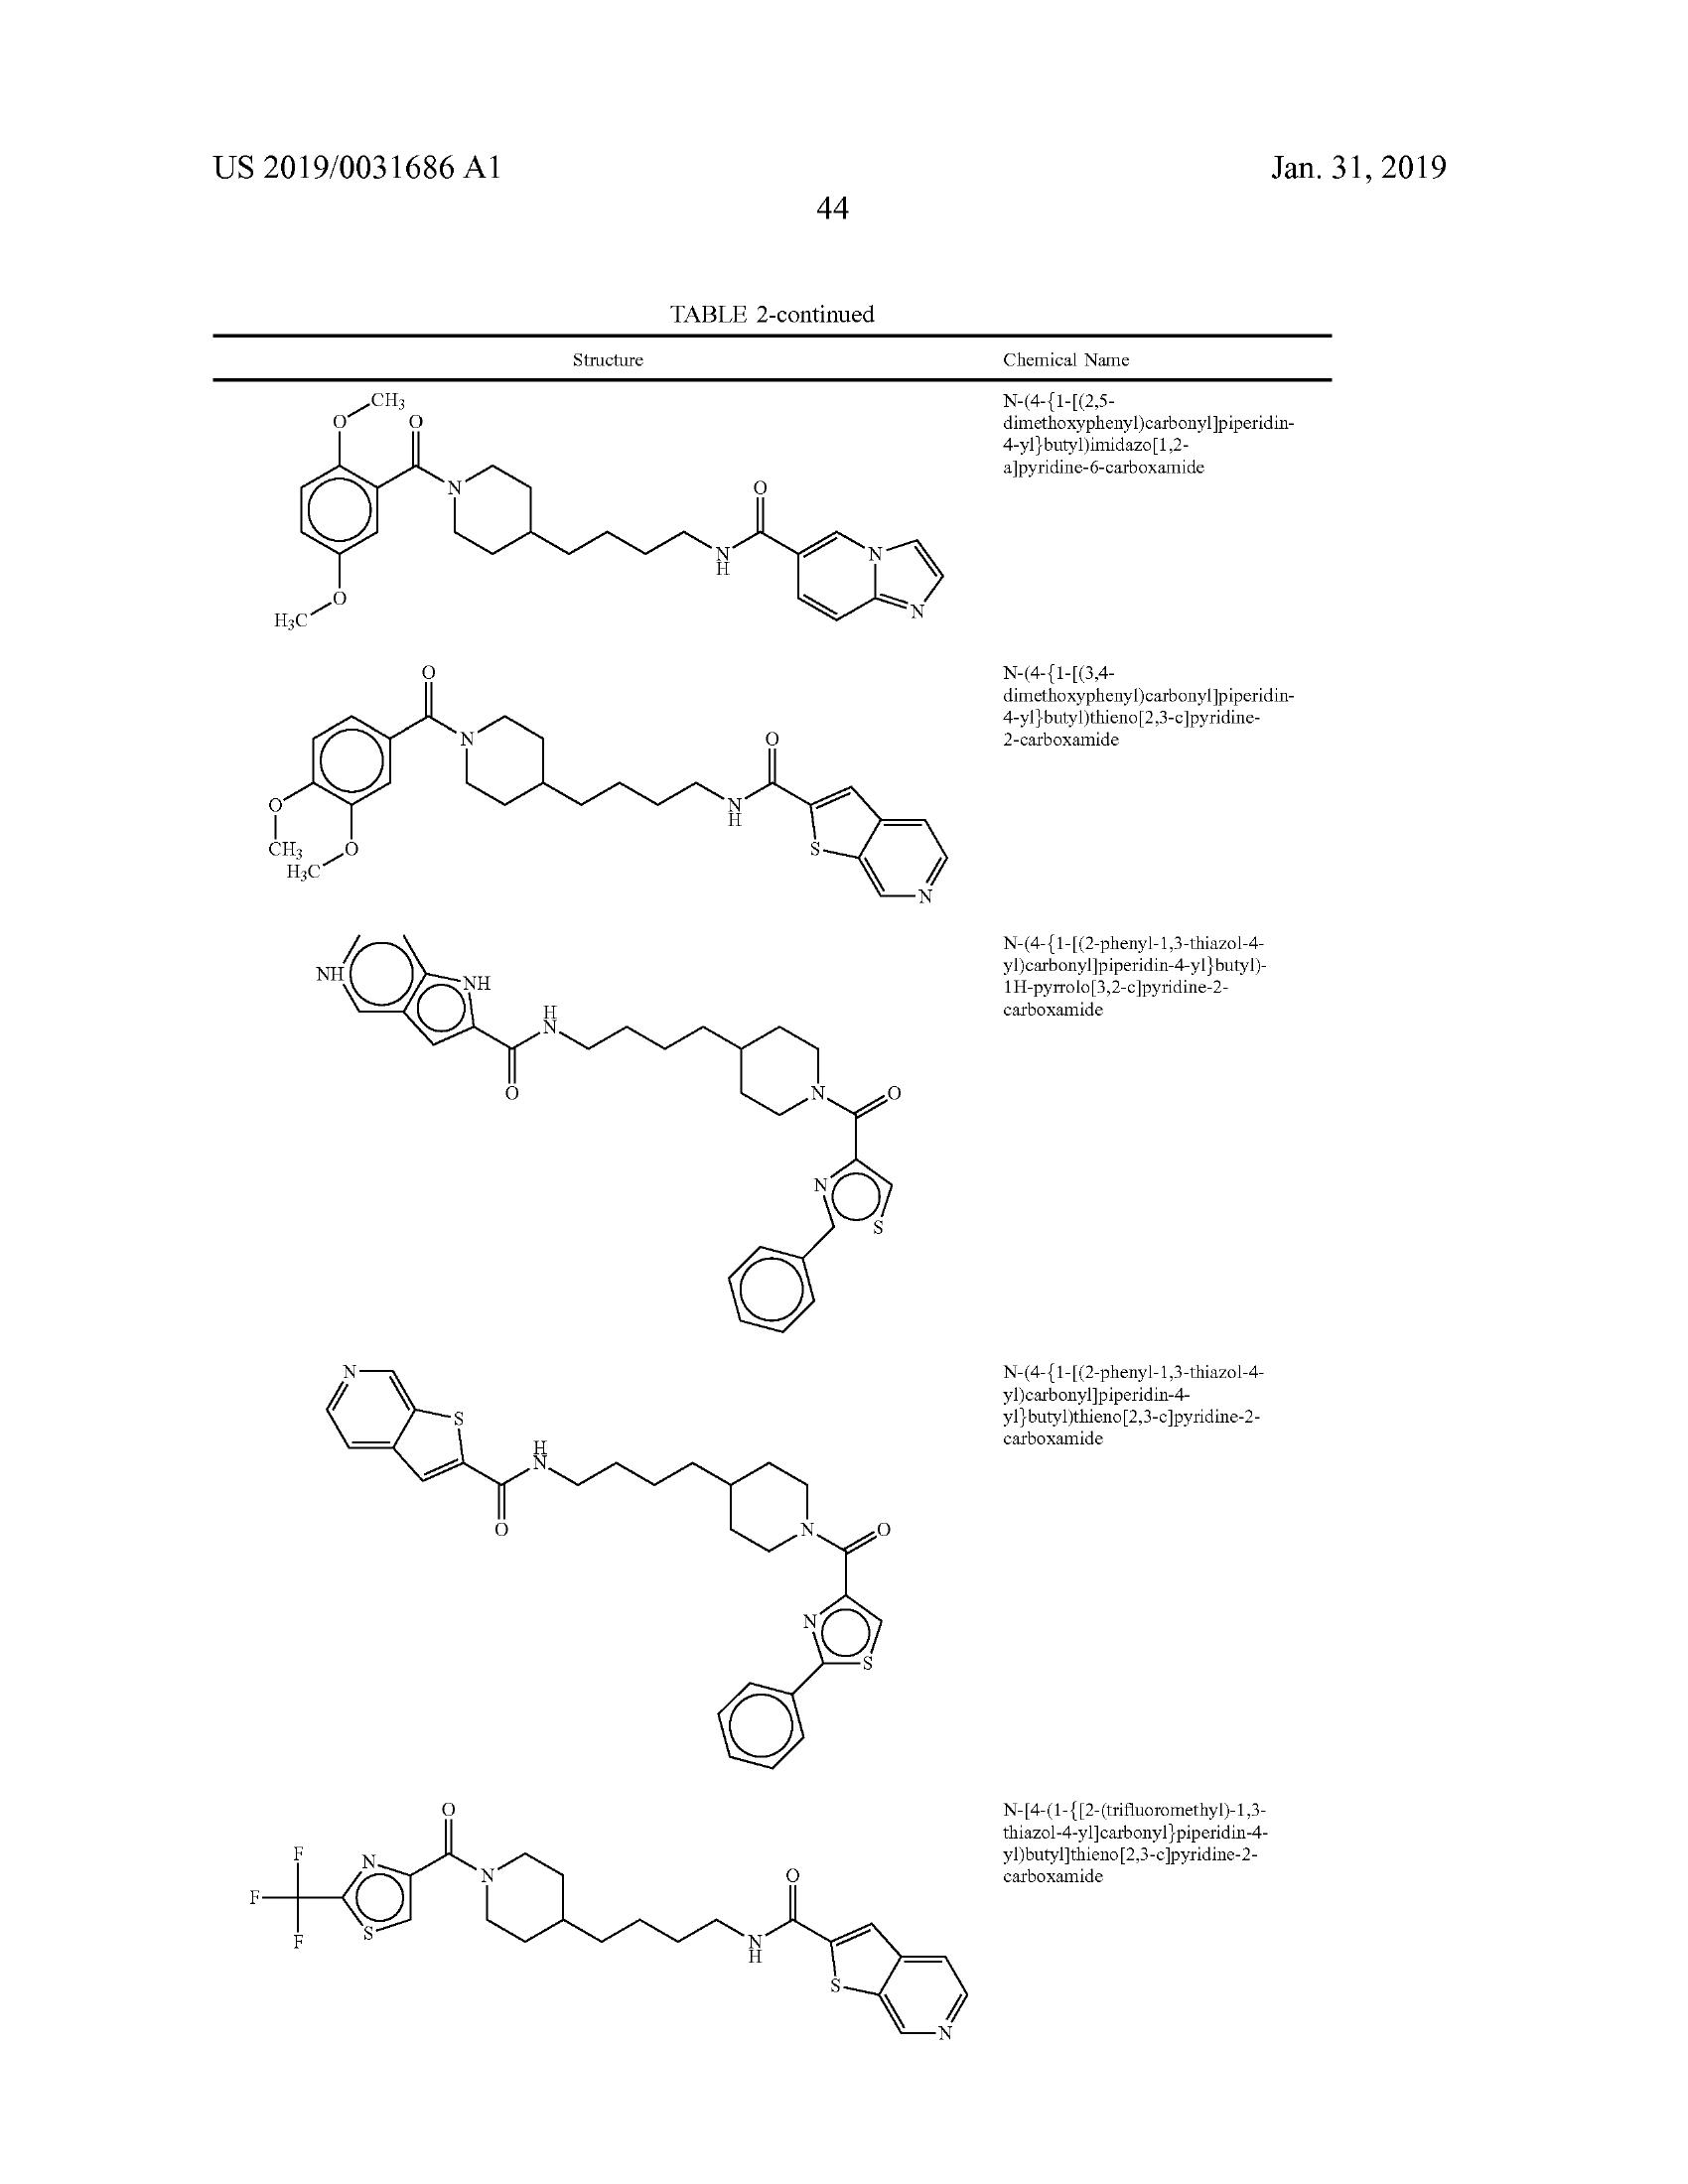 US 2019/0031686 A1
Jan. 31, 2019
44
TABLE 2-continued
Structure
Chemical Name
N-(4-{1-[(2,5-
dimethoxyphenyl)carbonyl]piperidin-
4-yl}butyl)imidazo[1,2-
a]pyridine-6-carboxamide
O
CH3
O
N
O
N
H
N
N
O
H3C
N-(4-{1-[(3,4-
dimethoxyphenyl)carbonyl]piperidin-
4-yl}butyl)thieno[2,3-c]pyridine-
2-carboxamide
O
N
O
N
H
O
CH3
O
H3C
S
N
N-(4-{1-[(2-phenyl-1,3-thiazol-4-
yl)carbonyl]piperidin-4-yl}butyl)-
1H-pyrrolo[3,2-c]pyridine-2-
carboxamide
NH
NH
H
N
O
N
O
N
S
N-(4-{1-[(2-phenyl-1,3-thiazol-4-
yl)carbonyl]piperidin-4-
yl}butyl)thieno[2,3-c]pyridine-2-
carboxamide
N
S
H
N
O
N
O
N
S
N-[4-(1-{[2-(trifluoromethyl)-1,3-
thiazol-4-yl]carbonyl}piperidin-4-
yl)butyl]thieno[2,3-c]pyridine-2-
carboxamide
O
F
N
N
O
F
F
S
N
H
S
N